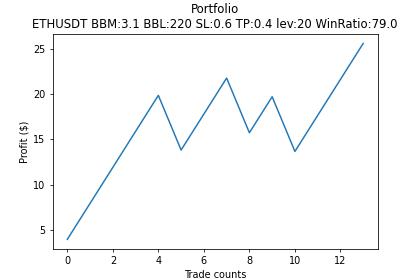 Portfolio
ETHUSDT BBM:3.1 BBL:220 SL:0.6 TP:0.4 lev:20 WinRatio:79.0
25
20
15
10
5
Profit ($)
0 2 4 6 8 10 12
Trade counts